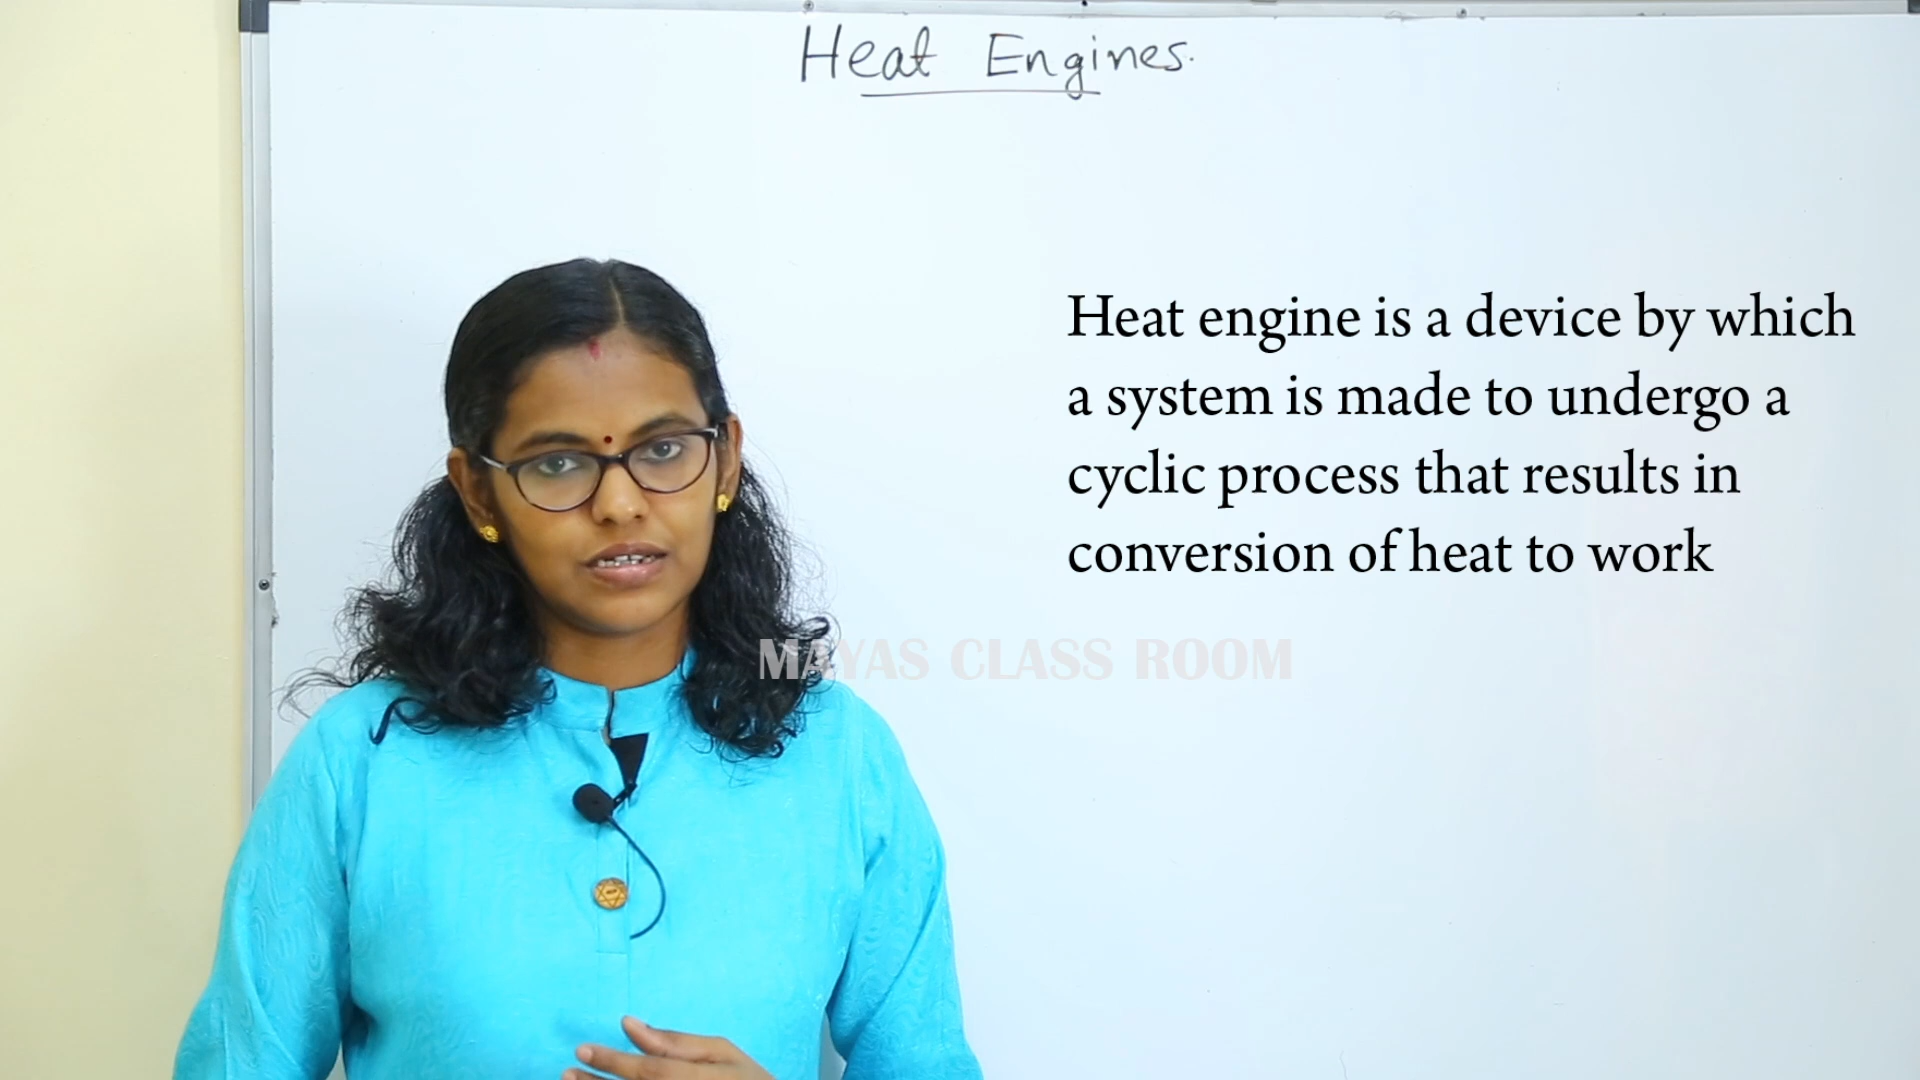 Heat Engines.
Heat engine is a device by which
a system is made to undergo a
cyclic process that results in
conversion of heat to work
MAYAS CLASS ROOM